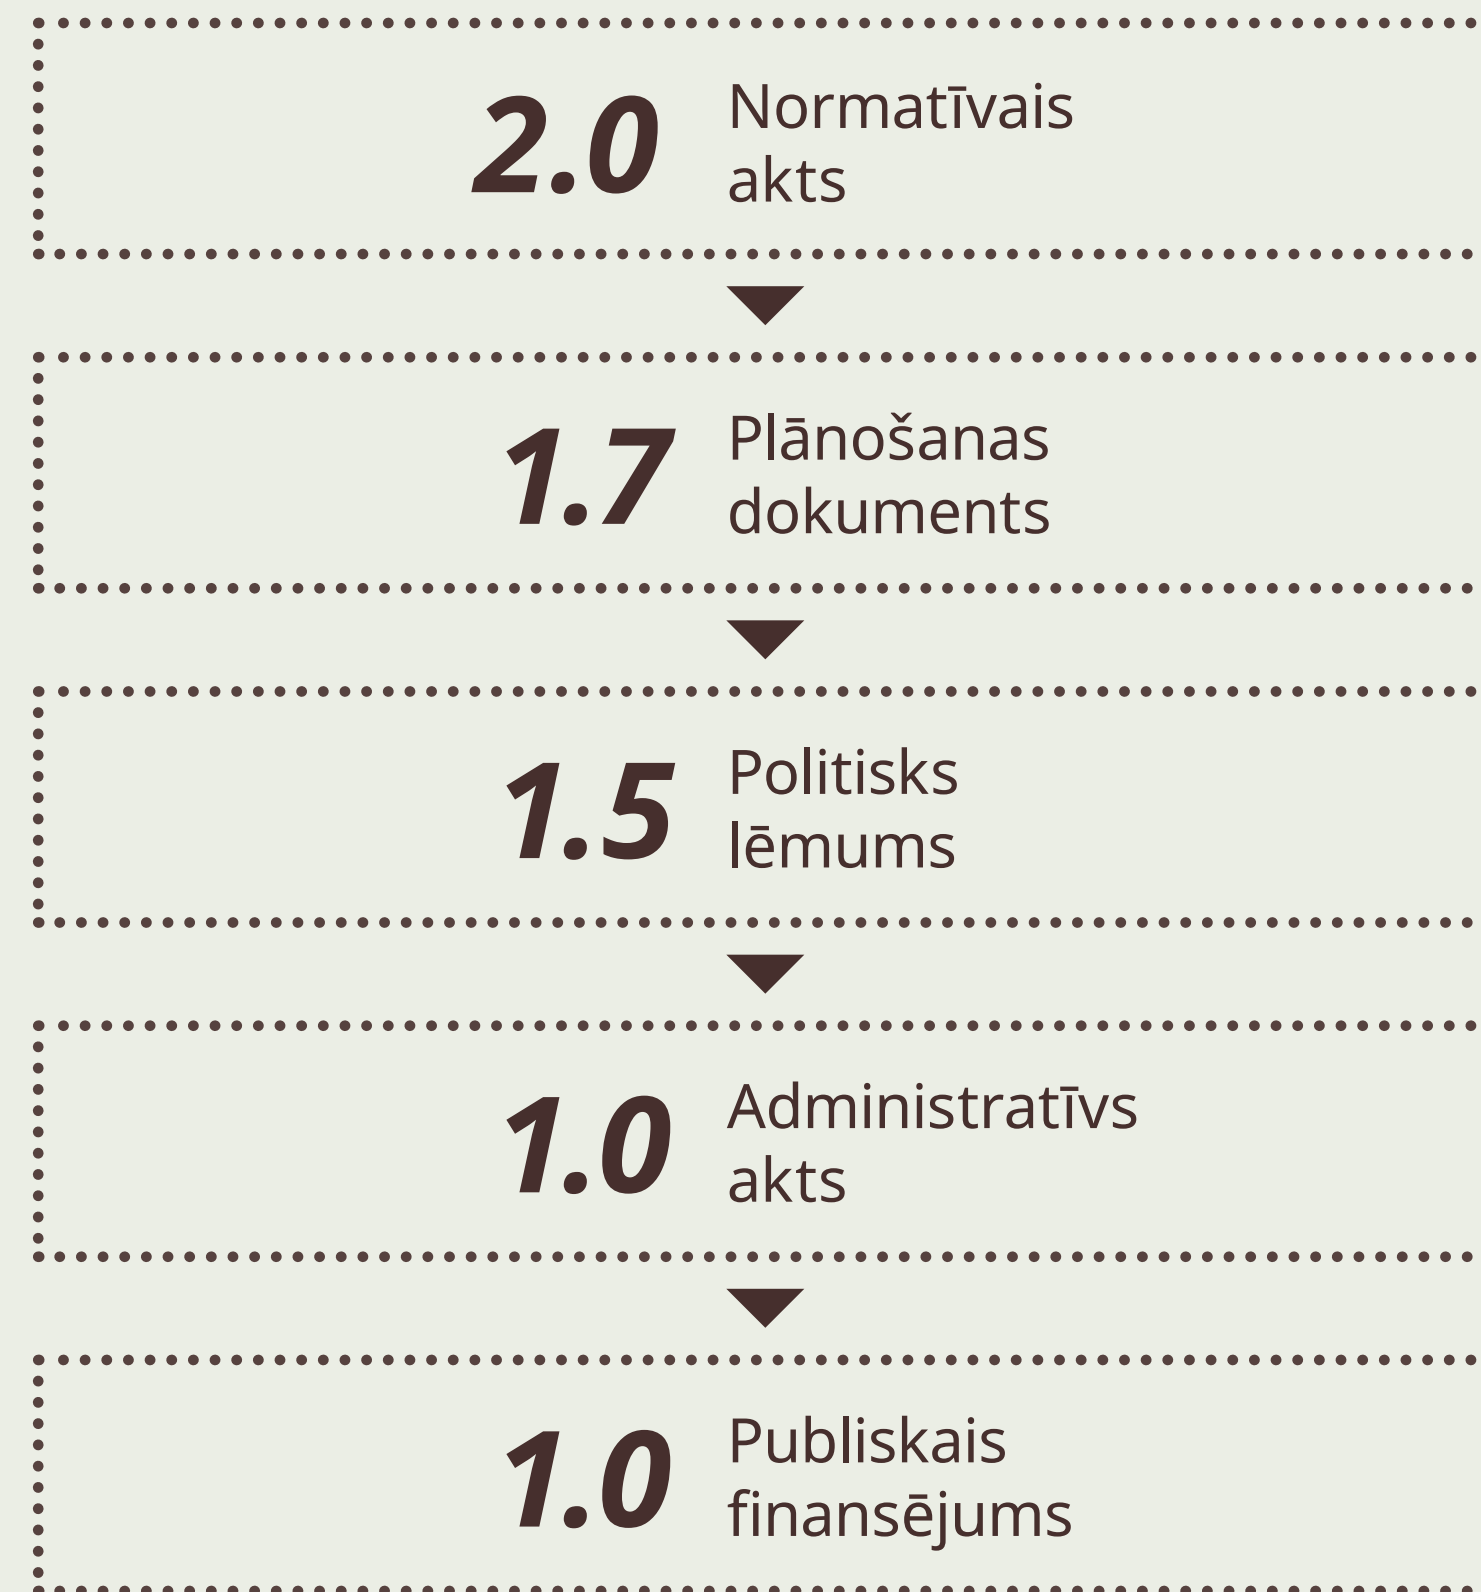 2.0
Normatīvais
akts
1.7
Plānošanas
dokuments
1.5
Politisks
lēmums
1.0
Administratīvs
akts
1.0
Publiskais
finansējums